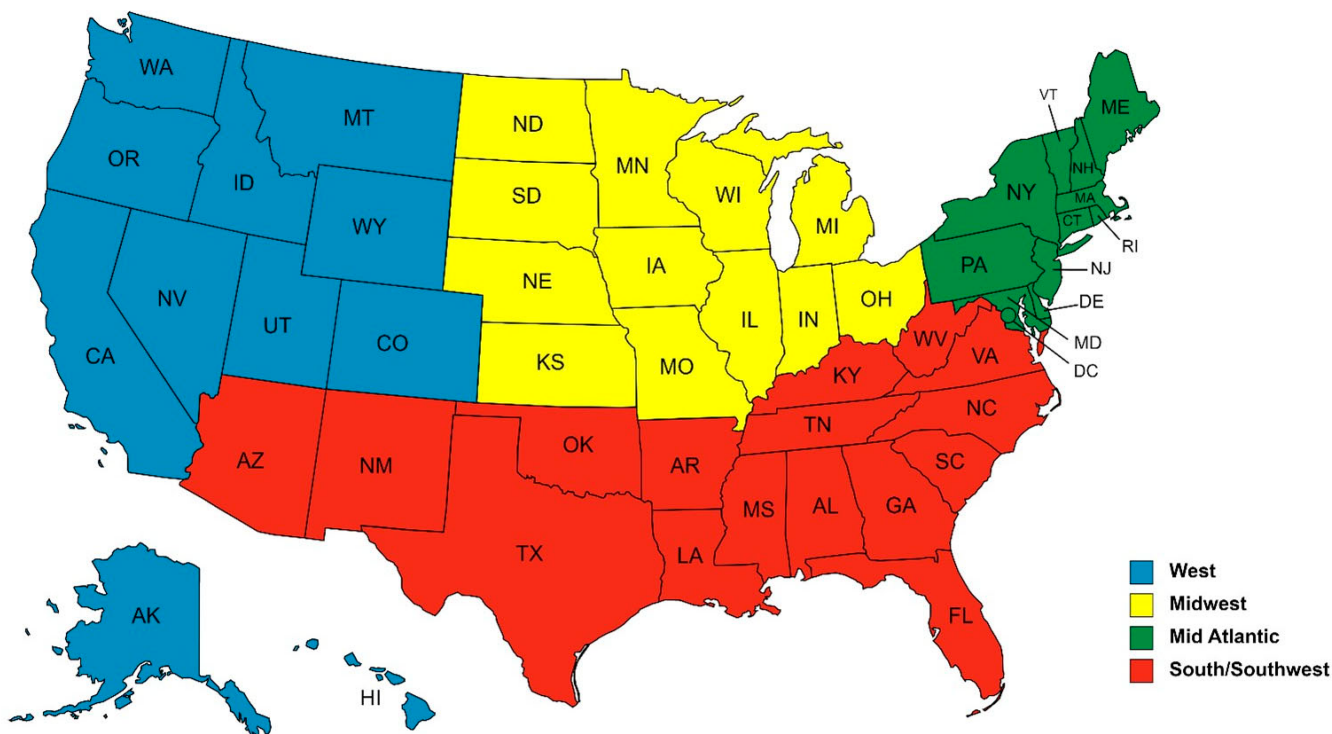 WA
MT
ND
MN
VT
ME
OR
ID
SD
WI
NH
NY
MA
WY
MI
CT
RI
IA
PA
NJ
NE
OH
NV
IL
IN
DE
UT
CO
CA
WV
MD
KS
MO
VA
DC
KY
NC
TN
OK
AZ
NM
AR
SC
MS
AL
GA
TX
LA
West
Midwest
AK
FL
Mid Atlantic
South/Southwest
HI